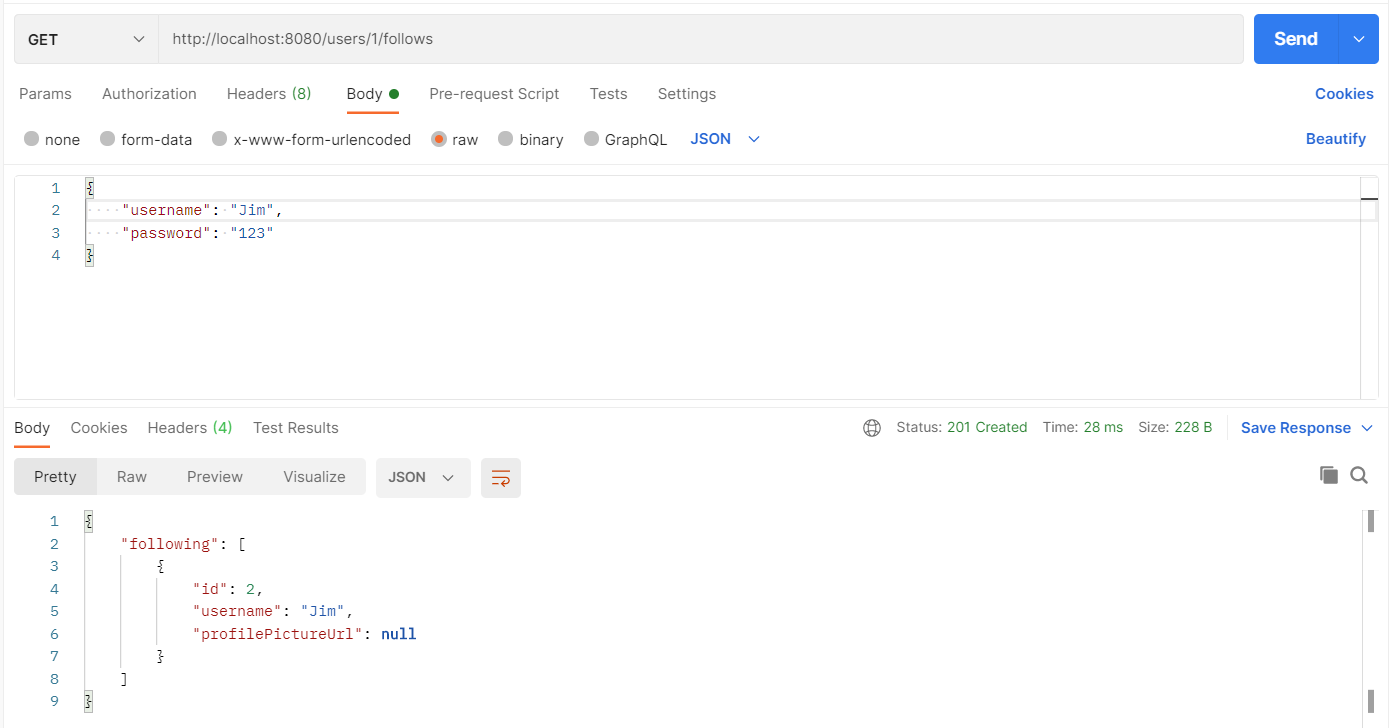 GET http://localhost:8080/users/1/follows Send
Params Authorization Headers (8) Body Pre-request Script Tests Settings Cookies
none form-data x-www-form-urlencoded raw binary GraphQL JSON Beautify
1 {
2 "username": "Jim",
3 "password": "123"
4 }
Body Cookies Headers (4) Test Results Status: 201 Created Time: 28 ms Size: 228 B Save Response
Pretty Raw Preview Visualize JSON
1 {
2 "following": [
3 {
4 "id": 2,
5 "username": "Jim",
6 "profilePictureUrl": null
7 }
8 ]
9 }